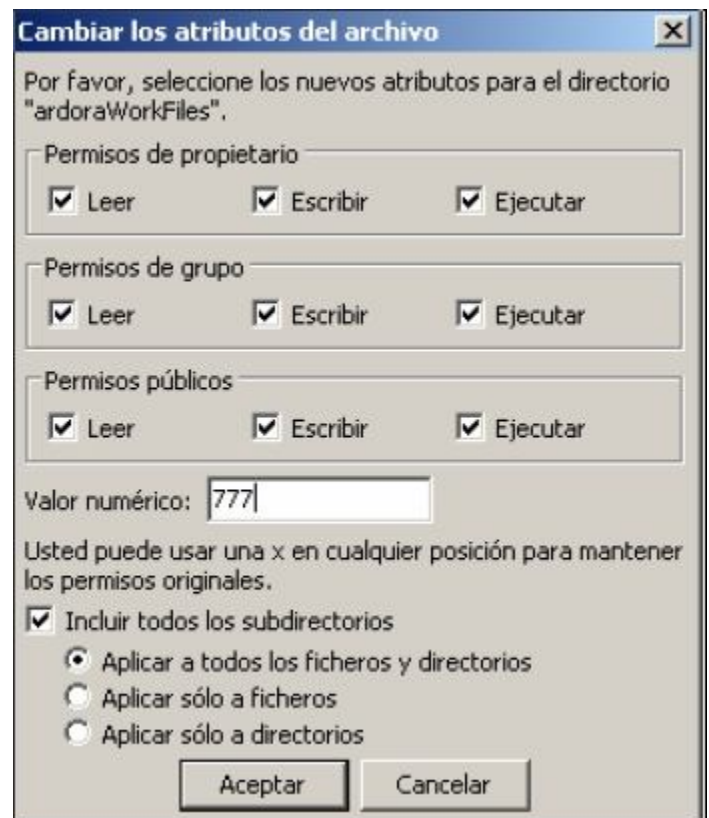 Cambiar los atributos del archivo
Por favor, seleccione los nuevos atributos para el directorio
"ardoraWorkFiles".
Permisos de propietario
Leer Escribir Ejecutar
Permisos de grupo
Leer Escribir Ejecutar
Permisos públicos
Leer Escribir Ejecutar
Valor numérico: 777
Usted puede usar una x en cualquier posición para mantener
los permisos originales.
Incluir todos los subdirectorios
Aplicar a todos los ficheros y directorios
Aplicar sólo a ficheros
Aplicar sólo a directorios
Aceptar Cancelar